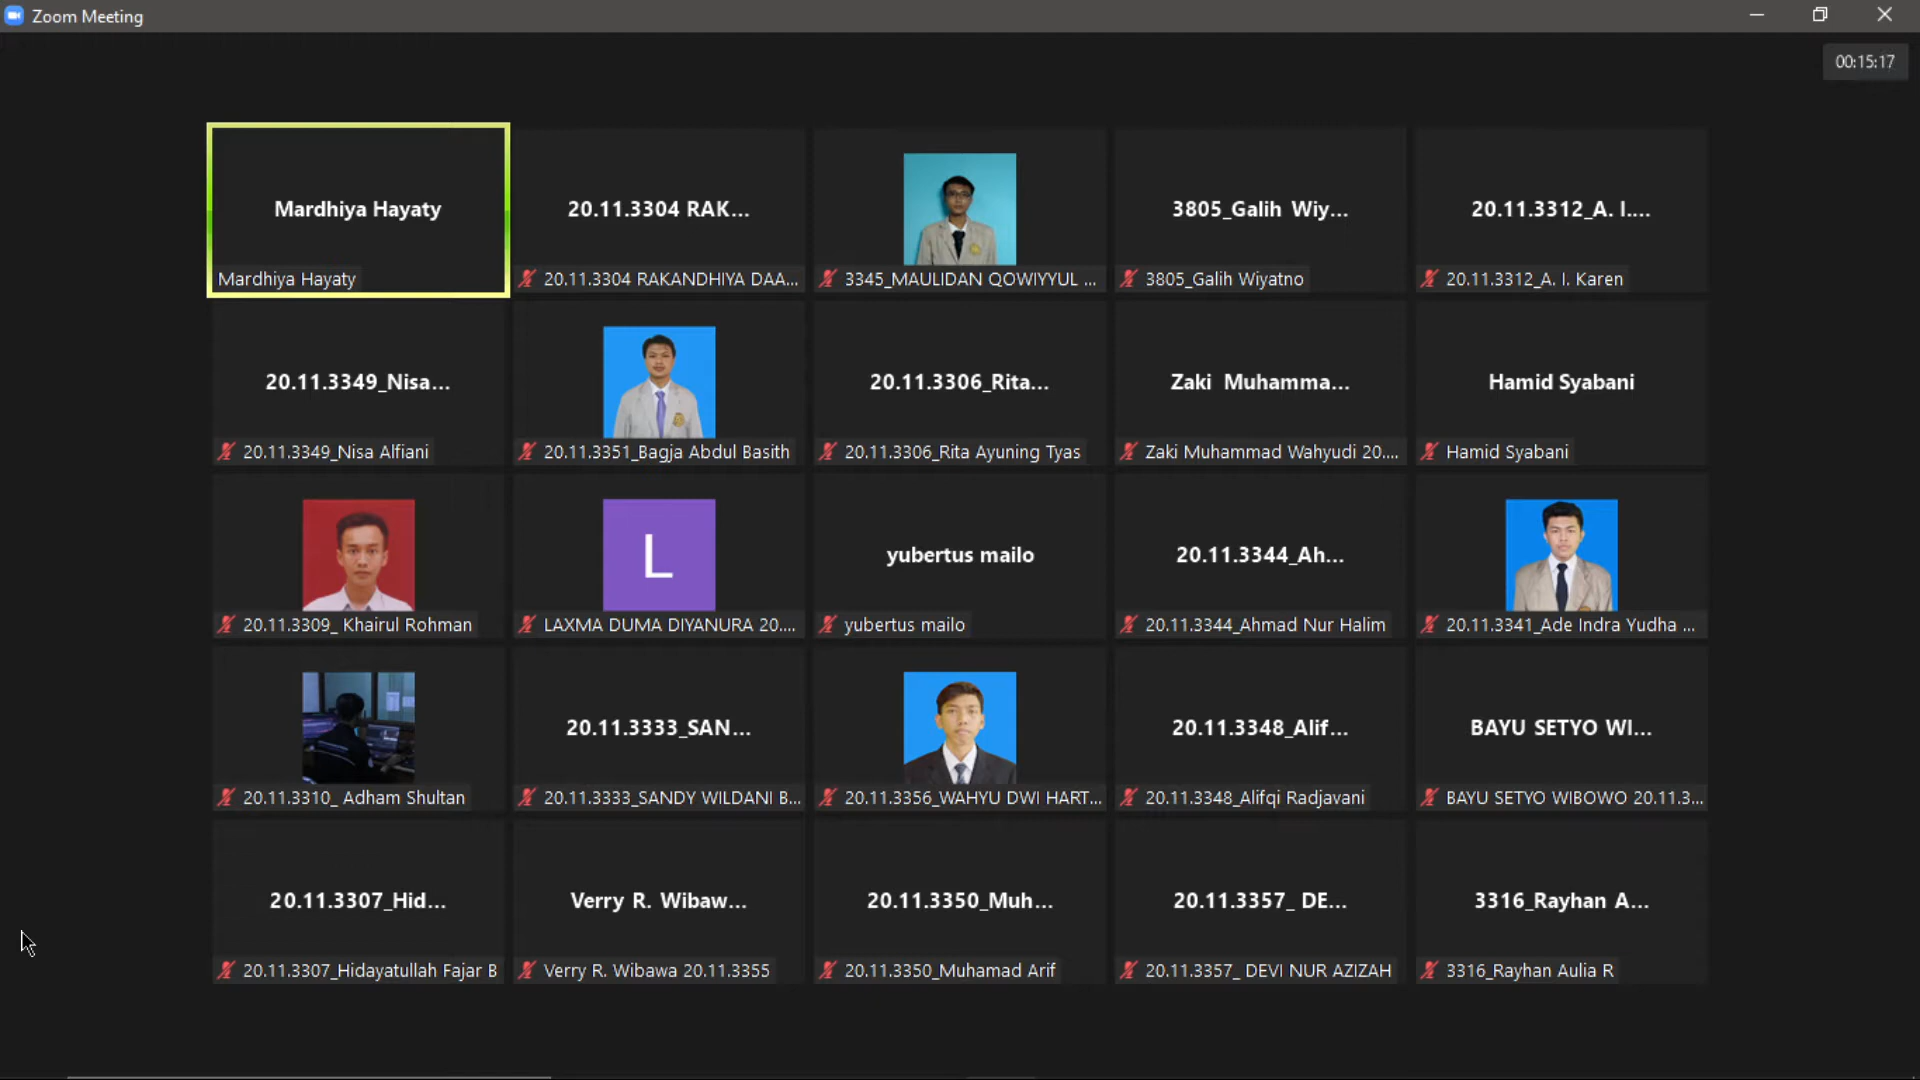 Zoom Meeting
00:15:17
Mardhiya Hayaty
20.11.3304 RAK...
3805_Galih Wiy...
20.11.3312_A. I....
Mardhiya Hayaty
20.11.3304 RAKANDHIYA DAA...
3345_MAULIDAN QOWIYYUL ...
3805_Galih Wiyatno
20.11.3312_A. I. Karen
20.11.3349_Nisa...
20.11.3306_Rita...
Zaki Muhamma...
Hamid Syabani
20.11.3349_Nisa Alfiani
20.11.3351_Bagja Abdul Basith
20.11.3306_Rita Ayuning Tyas
Zaki Muhammad Wahyudi 20....
Hamid Syabani
L
yubertus mailo
20.11.3344_Ah...
20.11.3309_ Khairul Rohman
LAXMA DUMA DIYANURA 20....
yubertus mailo
20.11.3344_Ahmad Nur Halim
20.11.3341_Ade Indra Yudha ...
20.11.3333_SAN...
20.11.3348_Alif...
BAYU SETYO WI...
20.11.3310_ Adham Shultan
20.11.3333_SANDY WILDANI B...
20.11.3356_WAHYU DWI HART...
20.11.3348_Alifqi Radjavani
BAYU SETYO WIBOWO 20.11.3...
20.11.3307_Hid...
Verry R. Wibaw...
20.11.3350_Muh...
20.11.3357_ DE...
3316_Rayhan A...
20.11.3307_Hidayatullah Fajar B
Verry R. Wibawa 20.11.3355
20.11.3350_Muhamad Arif
20.11.3357_ DEVI NUR AZIZAH
3316_Rayhan Aulia R